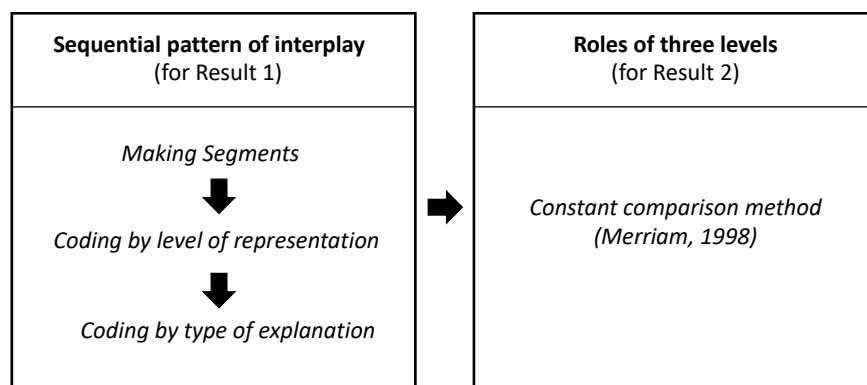 Sequential pattern of interplay
(for Result 1)
Making Segments
Coding by level of representation
Coding by type of explanation
Roles of three levels
(for Result 2)
Constant comparison method
(Merriam, 1998)